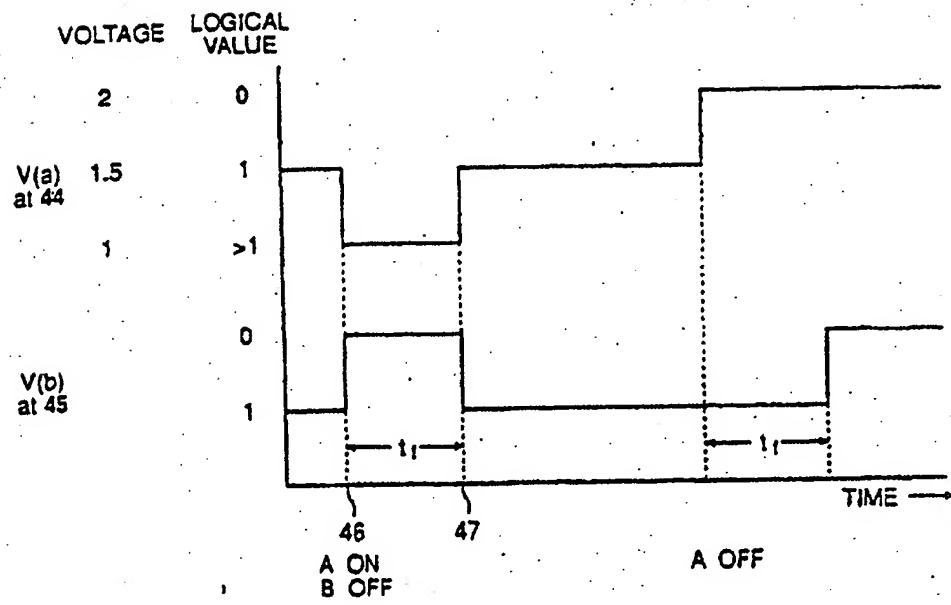 VOLTAGE LOGICAL VALUE
2 0
V(a) at 44 1.5 1
1 >1
0
V(b) at 45 1
t1 t1
TIME
46 47
A ON A OFF
B OFF